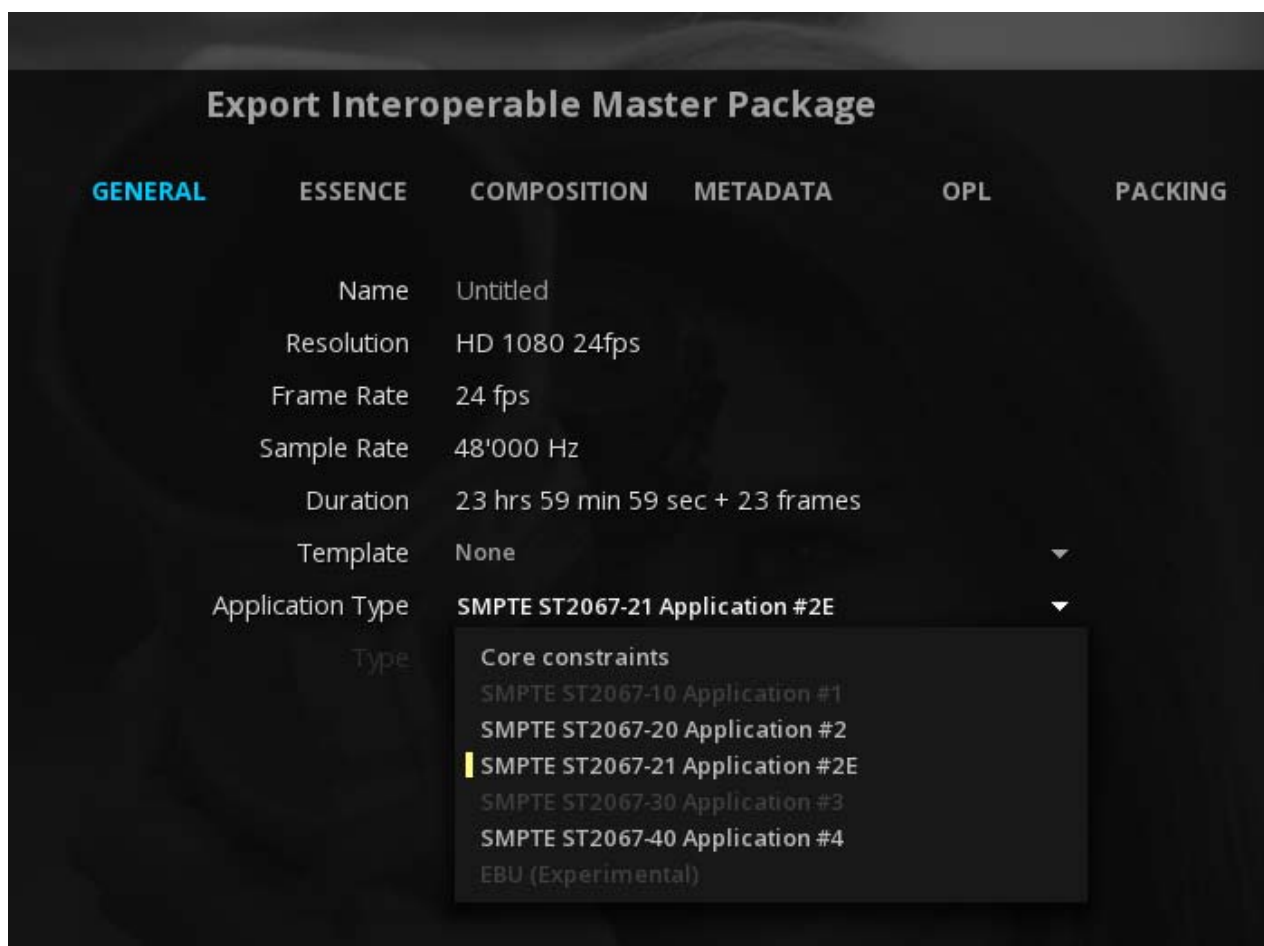 Export Interoperable Master Package
GENERAL ESSENCE COMPOSITION METADATA OPL PACKING
Name Untitled
Resolution HD 1080 24fps
Frame Rate 24 fps
Sample Rate 48'000 Hz
Duration 23 hrs 59 min 59 sec + 23 frames
Template None
Application Type SMPTE ST2067-21 Application #2E
Type Core constraints
SMPTE ST2067-10 Application #1
SMPTE ST2067-20 Application #2
SMPTE ST2067-21 Application #2E
SMPTE ST2067-30 Application #3
SMPTE ST2067-40 Application #4
EBU (Experimental)